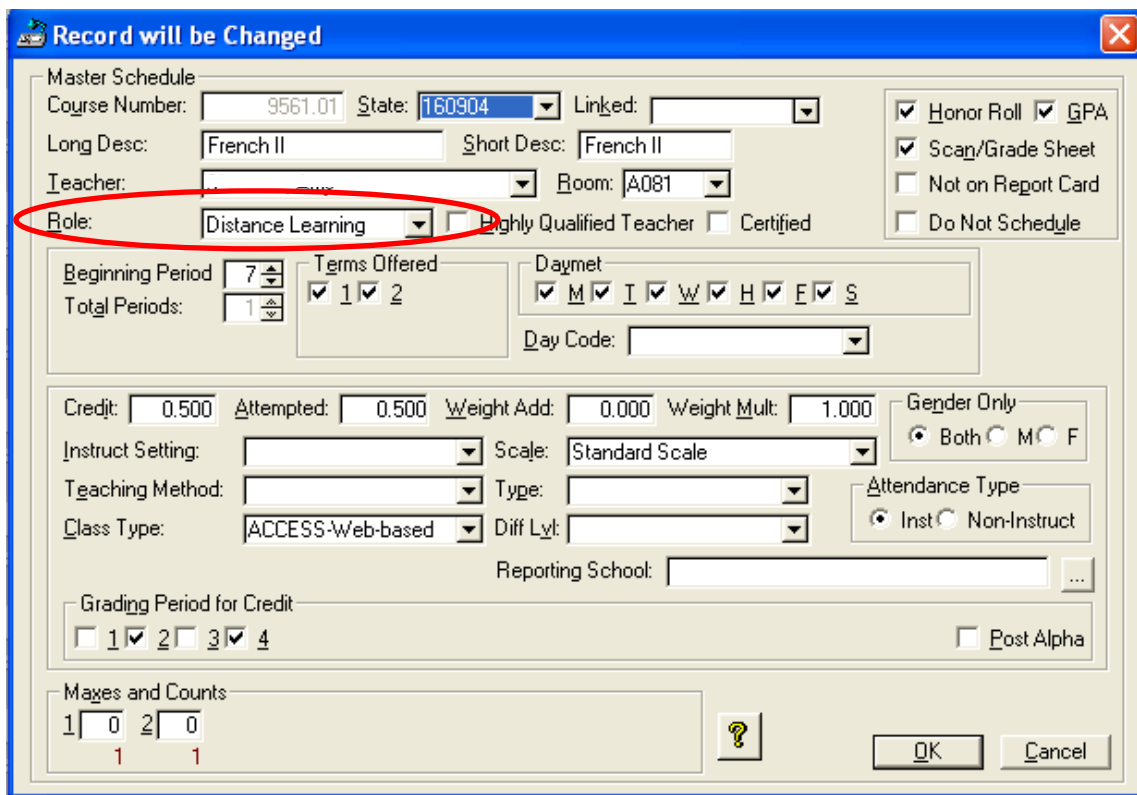 Record will be Changed
Master Schedule
Course Number: 9561.01 State: 160904 Linked:
Honor Roll GPA
Long Desc: French II Short Desc: French II
Scan/Grade Sheet
Teacher: Room: A081
Not on Report Card
Role: Distance Learning Highly Qualified Teacher Certified
Do Not Schedule
Beginning Period 7
Total Periods: 1
Terms Offered
1 2
Daymet
M T W H F S
Day Code:
Credit: 0.500 Attempted: 0.500 Weight Add: 0.000 Weight Mult: 1.000
Gender Only
Both M F
Instruct Setting: Scale: Standard Scale
Teaching Method: Type:
Attendance Type
Inst Non-Instruct
Class Type: ACCESS-Web-based Diff Lvl:
Reporting School: ...
Grading Period for Credit
1 2 3 4 Post Alpha
Maxes and Counts
1 0 2 0
1 1
? OK Cancel